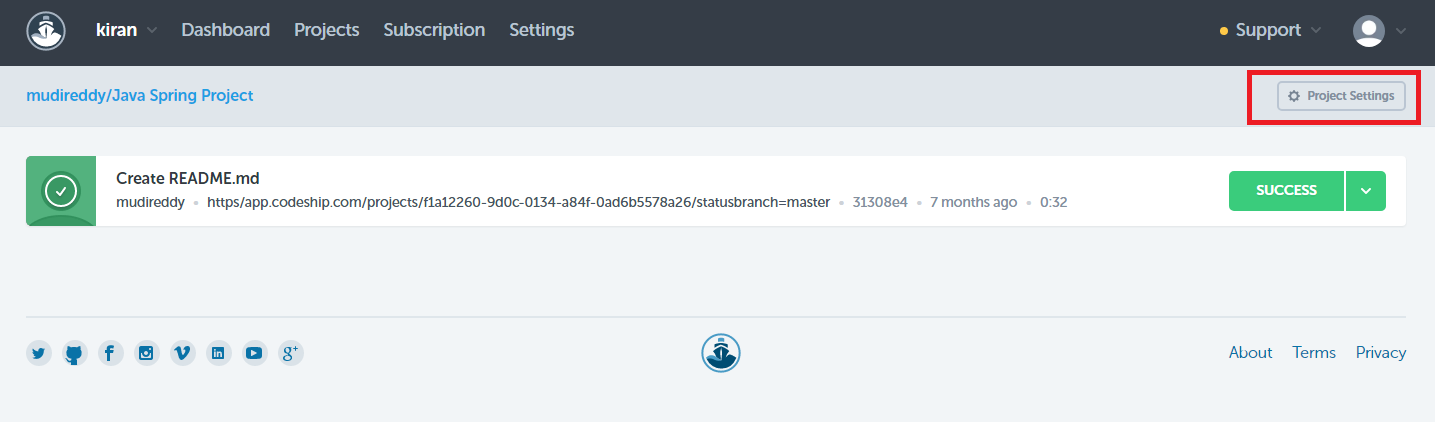 kiran Dashboard Projects Subscription Settings Support
mudireddy/Java Spring Project Project Settings
Create README.md
mudireddy • https/app.codeship.com/projects/f1a12260-9d0c-0134-a84f-0ad6b5578a26/statusbranch=master • 31308e4 • 7 months ago • 0:32
SUCCESS
About Terms Privacy